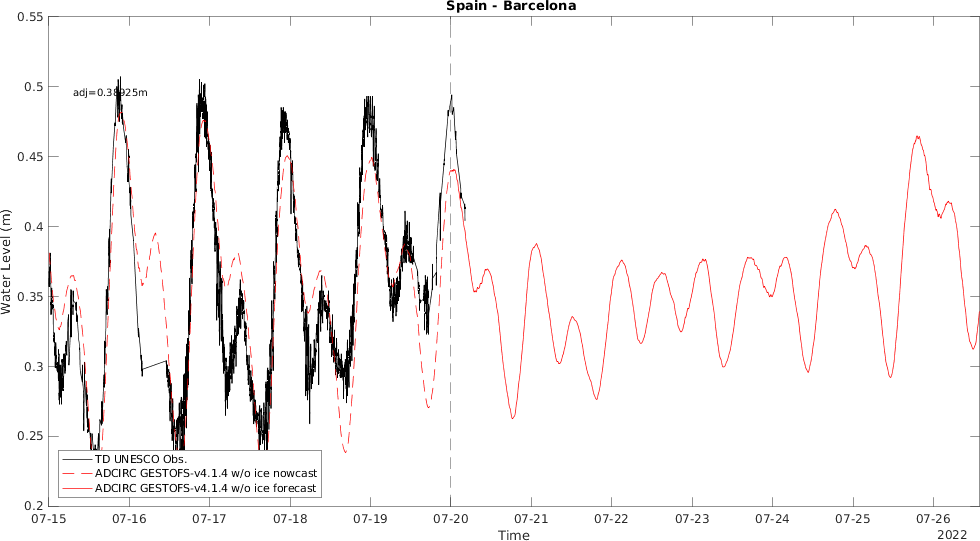 Spain - Barcelona
0.55
0.5
0.45
0.4
0.35
0.3
0.25
0.2
Water Level (m)
adj=0.38925m
TD UNESCO Obs.
ADCIRC GESTOFS-v4.1.4 w/o ice nowcast
ADCIRC GESTOFS-v4.1.4 w/o ice forecast
07-15 07-16 07-17 07-18 07-19 07-20 07-21 07-22 07-23 07-24 07-25 07-26
Time
2022